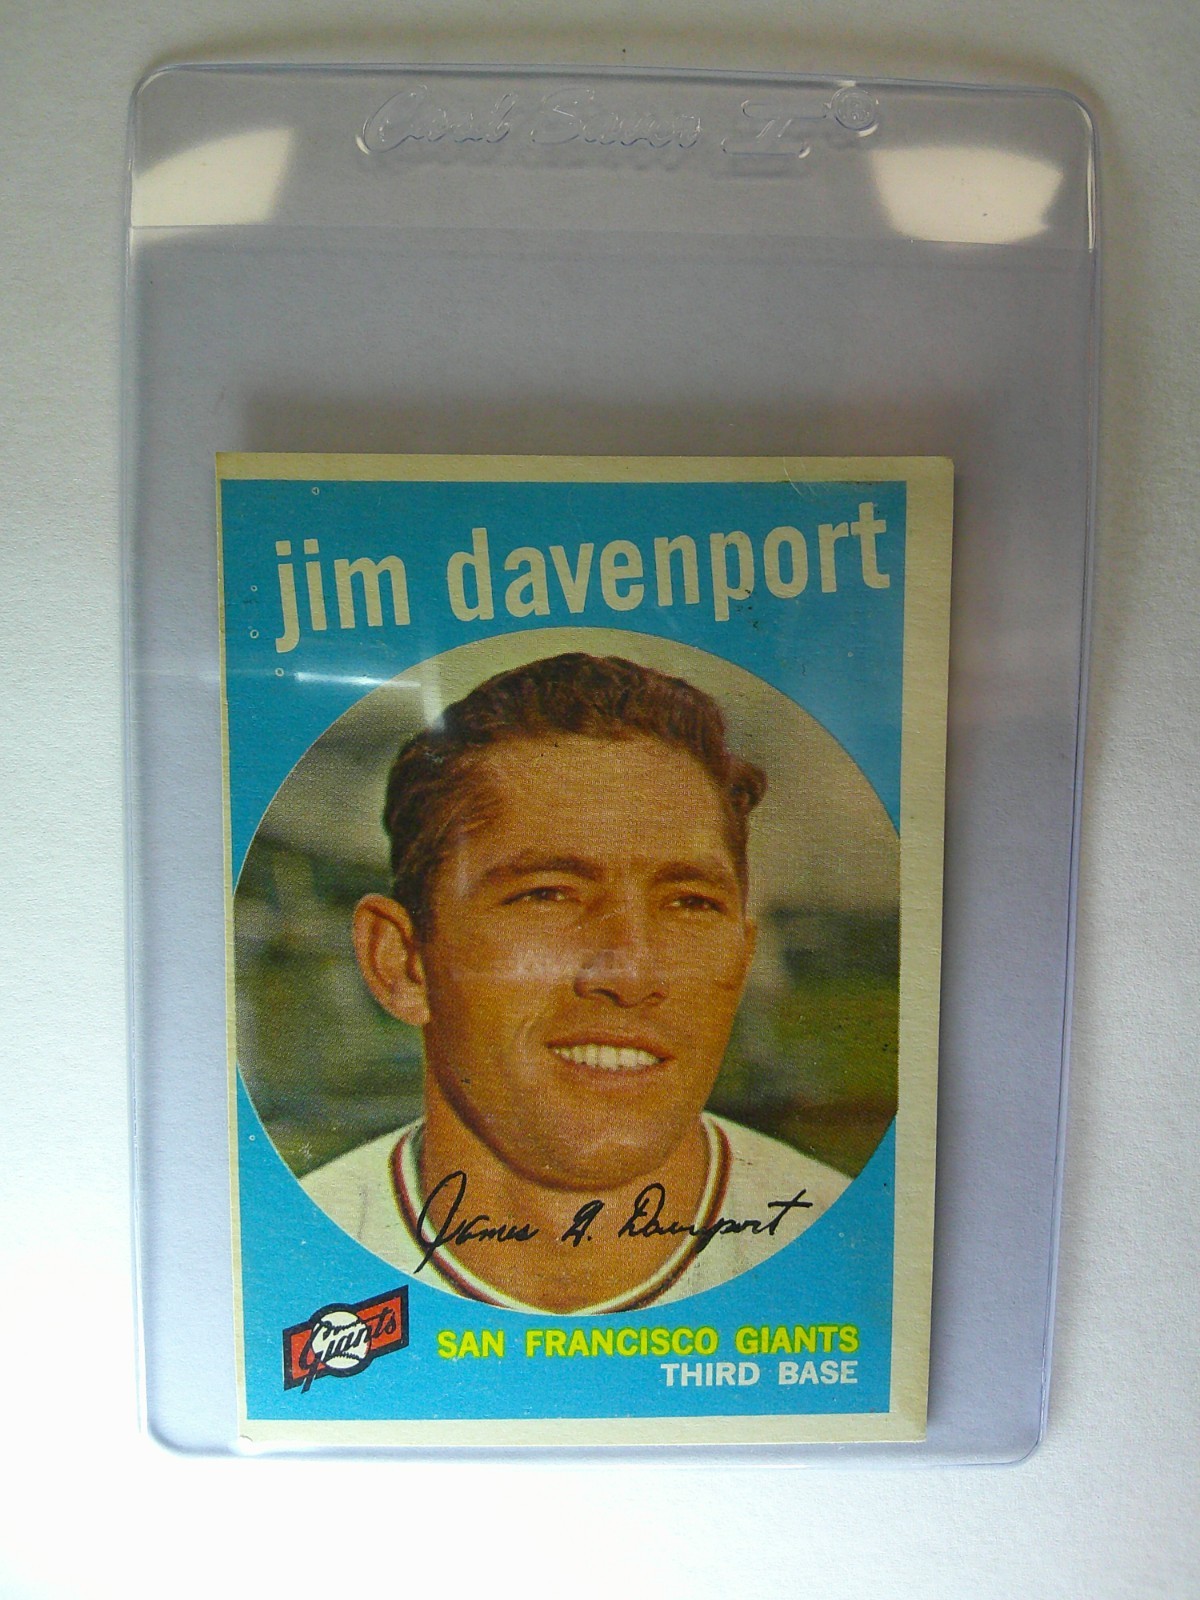 Card Saver II ®
jim davenport
James H. Davenport
Giants
SAN FRANCISCO GIANTS
THIRD BASE